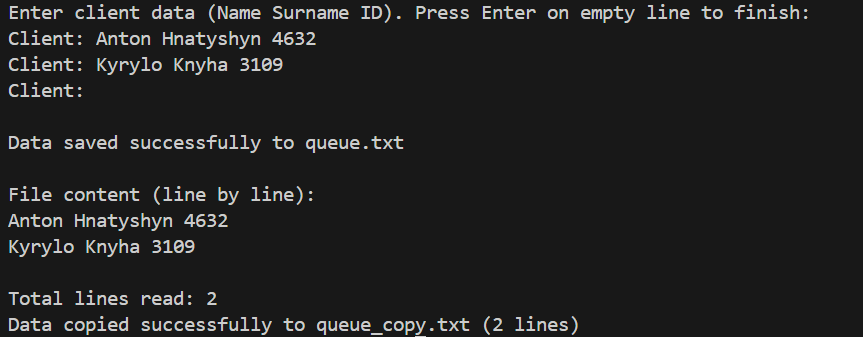 Enter client data (Name Surname ID). Press Enter on empty line to finish:
Client: Anton Hnatyshyn 4632
Client: Kyrylo Knyha 3109
Client:
Data saved successfully to queue.txt
File content (line by line):
Anton Hnatyshyn 4632
Kyrylo Knyha 3109
Total lines read: 2
Data copied successfully to queue_copy.txt (2 lines)